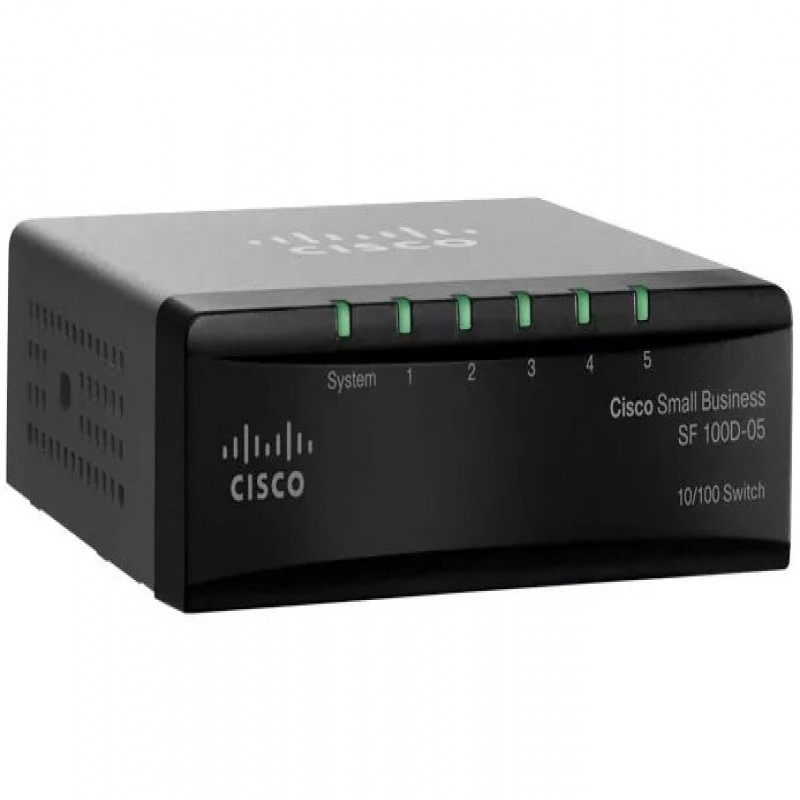 CISCO
System 1 2 3 4 5
Cisco Small Business
SF 100D-05
CISCO
10/100 Switch